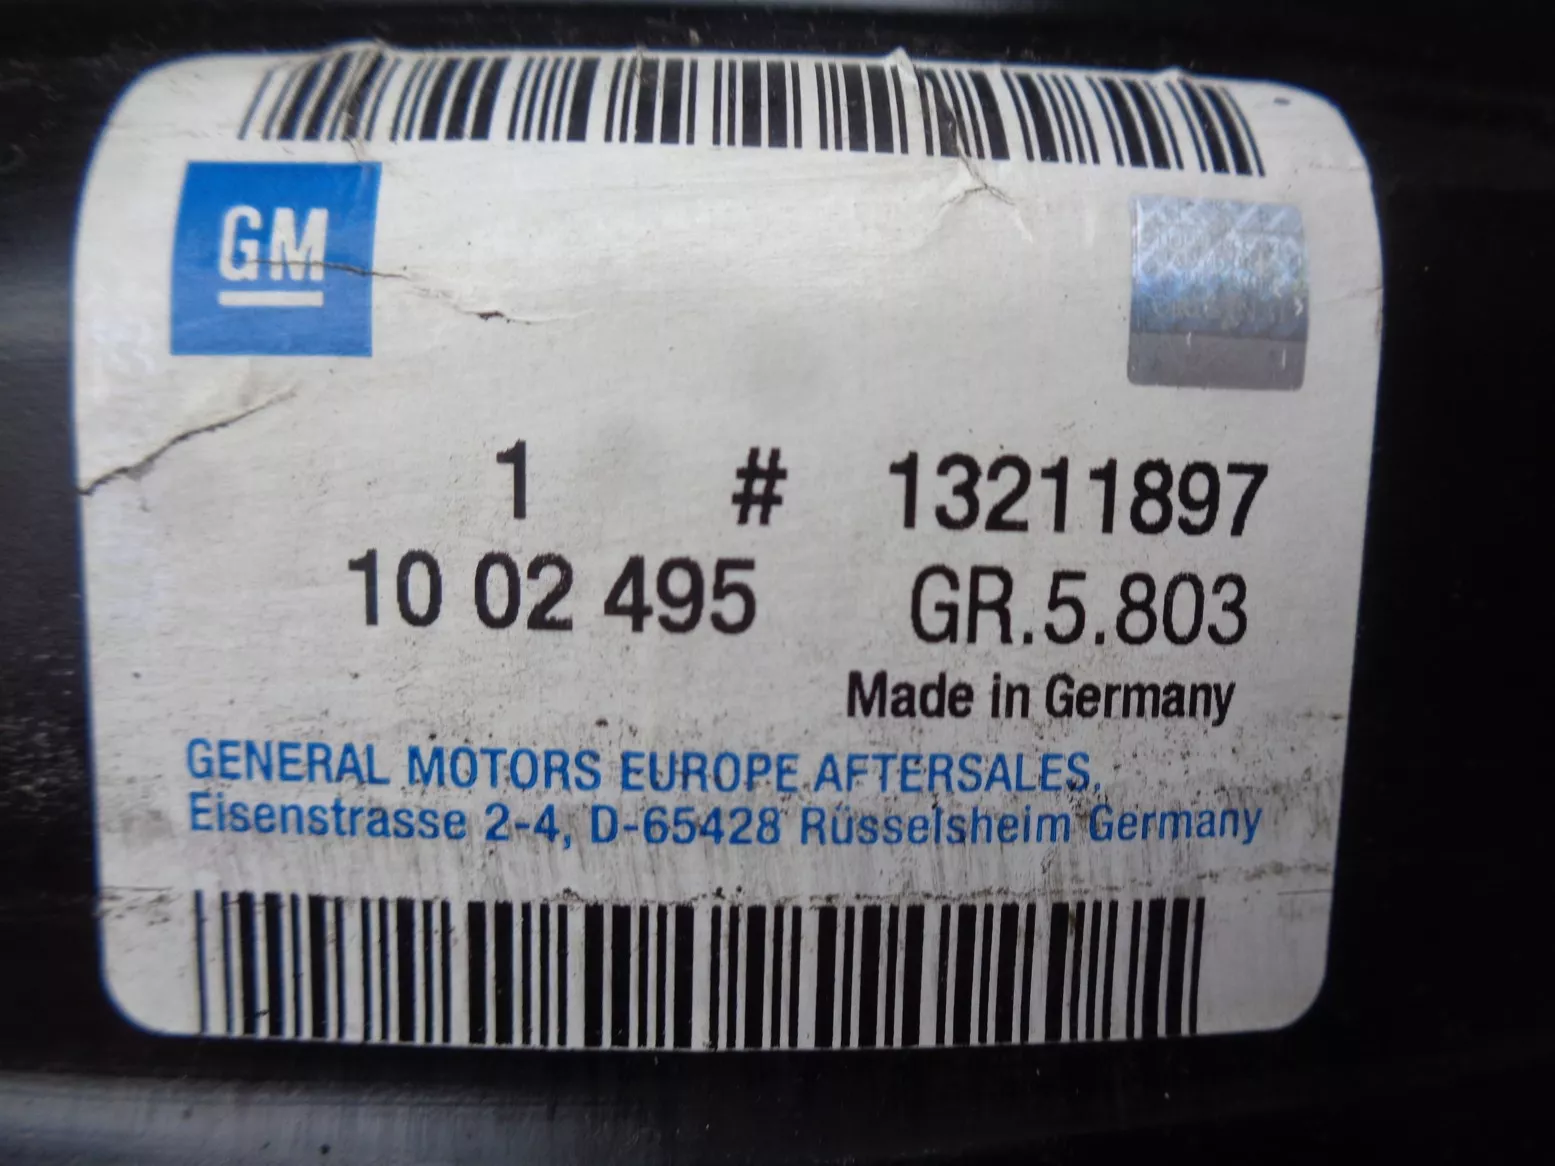 GM
1 # 13211897
10 02 495 GR.5.803
Made in Germany
GENERAL MOTORS EUROPE AFTERSALES,
Eisenstrasse 2-4, D-65428 Rüsselsheim Germany